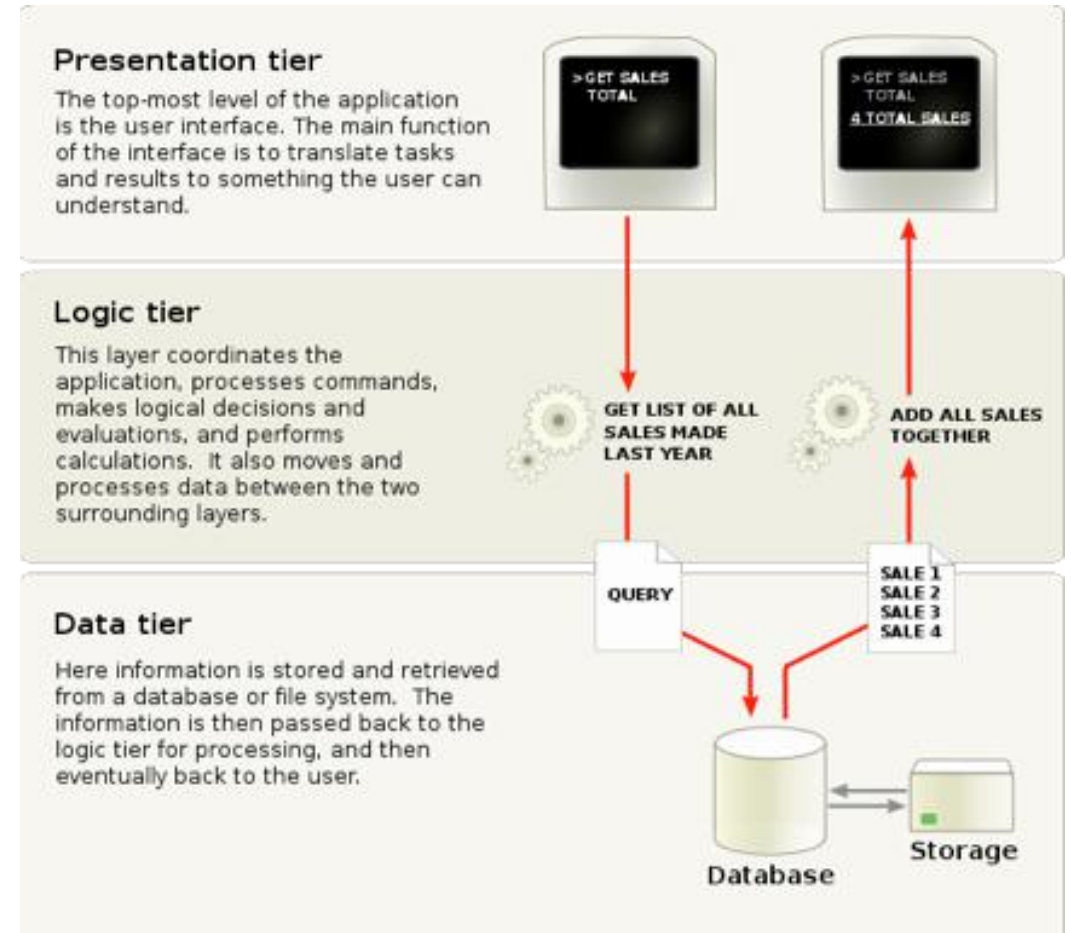 Presentation tier
The top-most level of the application
is the user interface. The main function
of the interface is to translate tasks
and results to something the user can
understand.
>GET SALES
TOTAL
>GET SALES
TOTAL
4 TOTAL SALES
Logic tier
This layer coordinates the
application, processes commands,
makes logical decisions and
evaluations, and performs
calculations.  It also moves and
processes data between the two
surrounding layers.
GET LIST OF ALL
SALES MADE
LAST YEAR
ADD ALL SALES
TOGETHER
QUERY
SALE 1
SALE 2
SALE 3
SALE 4
Data tier
Here information is stored and retrieved
from a database or file system.  The
information is then passed back to the
logic tier for processing, and then
eventually back to the user.
Database
Storage